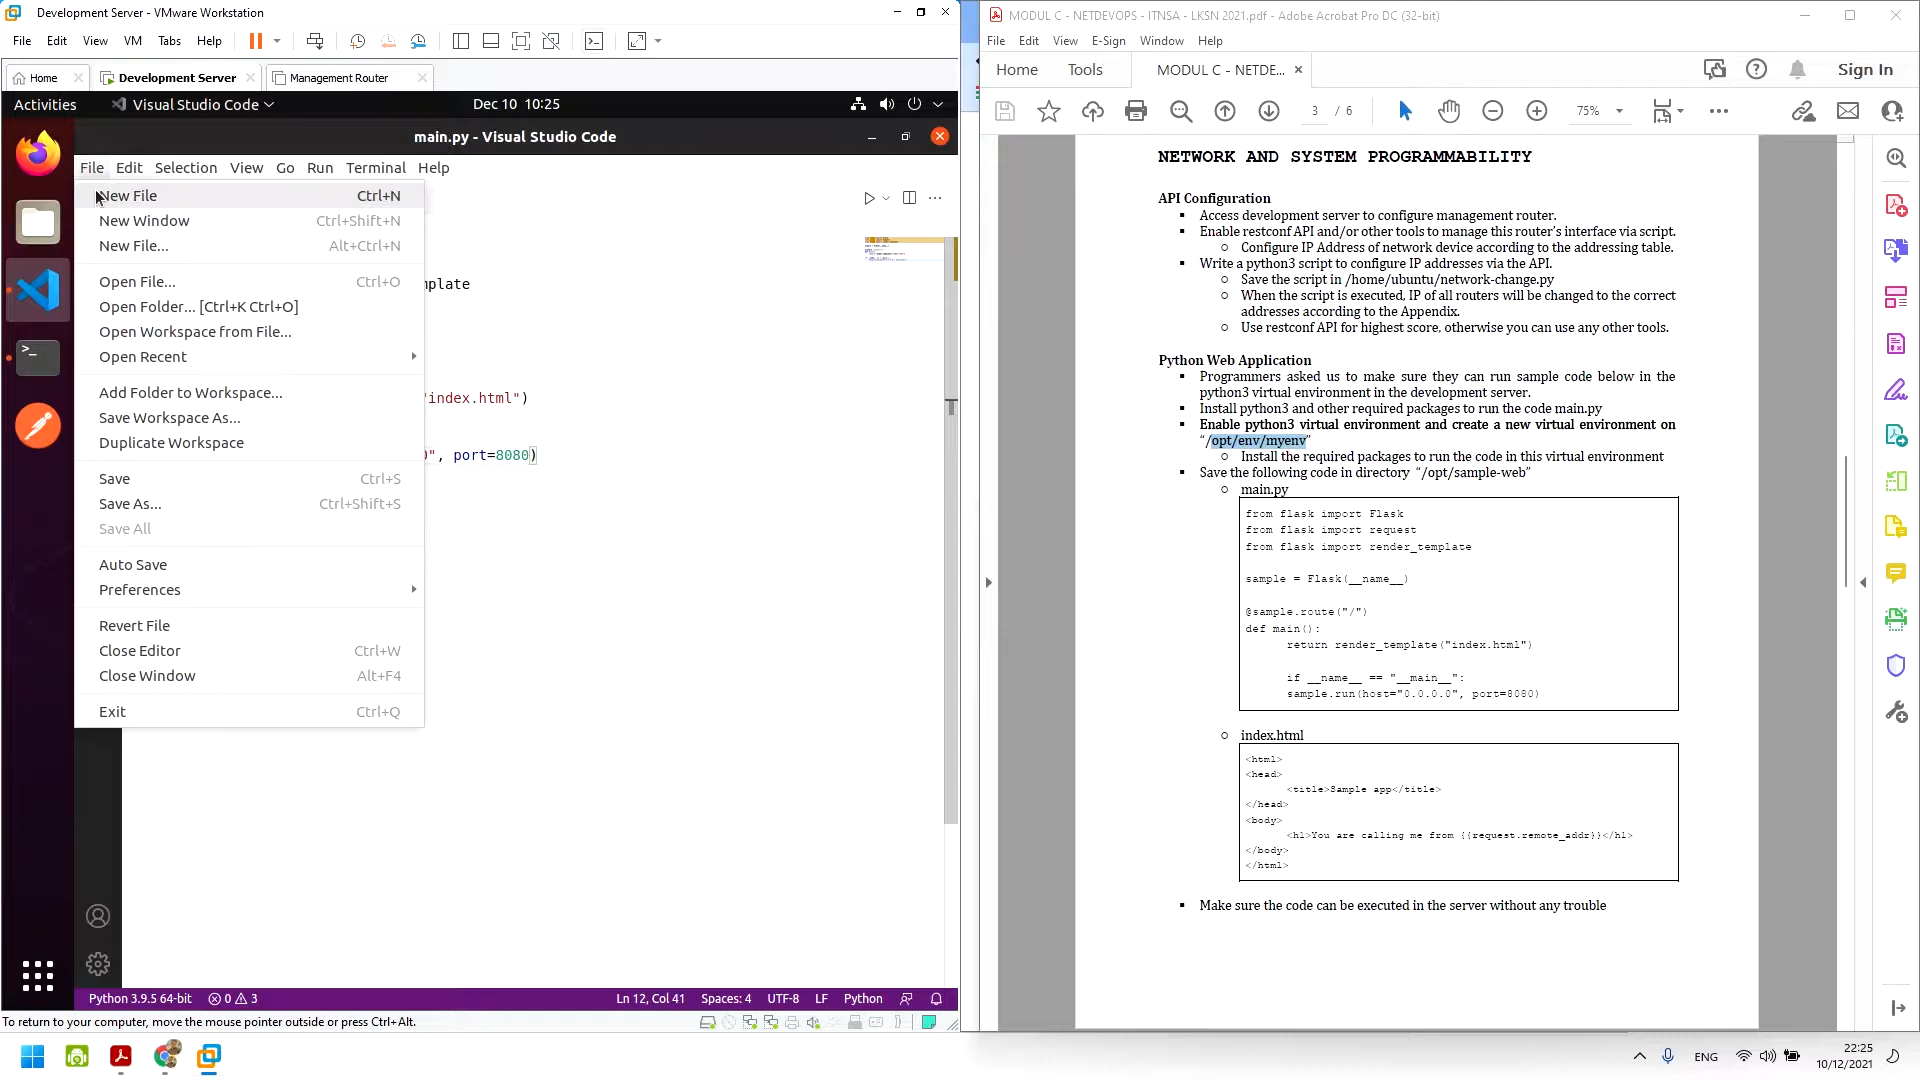 Development Server - VMware Workstation
File Edit View VM Tabs Help
Home
Development Server
Management Router
Activities
Visual Studio Code
Dec 10 10:25
main.py - Visual Studio Code
File Edit Selection View Go Run Terminal Help
New File Ctrl+N
New Window Ctrl+Shift+N
New File... Alt+Ctrl+N
Open File... Ctrl+O
Open Folder... [Ctrl+K Ctrl+O]
Open Workspace from File...
Open Recent
Add Folder to Workspace...
Save Workspace As...
Duplicate Workspace
Save Ctrl+S
Save As... Ctrl+Shift+S
Save All
Auto Save
Preferences
Revert File
Close Editor Ctrl+W
Close Window Alt+F4
Exit Ctrl+Q
mplate
"index.html")
0", port=8080)
Python 3.9.5 64-bit 0 3 Ln 12, Col 41 Spaces: 4 UTF-8 LF Python
To return to your computer, move the mouse pointer outside or press Ctrl+Alt.
MODUL C - NETDEVOPS - ITNSA - LKSN 2021.pdf - Adobe Acrobat Pro DC (32-bit)
File Edit View E-Sign Window Help
Home Tools MODUL C - NETDE... Sign In
3 / 6 75%
NETWORK AND SYSTEM PROGRAMMABILITY
API Configuration
▪ Access development server to configure management router.
▪ Enable restconf API and/or other tools to manage this router's interface via script.
o Configure IP Address of network device according to the addressing table.
▪ Write a python3 script to configure IP addresses via the API.
o Save the script in /home/ubuntu/network-change.py
o When the script is executed, IP of all routers will be changed to the correct
addresses according to the Appendix.
o Use restconf API for highest score, otherwise you can use any other tools.
Python Web Application
▪ Programmers asked us to make sure they can run sample code below in the
python3 virtual environment in the development server.
▪ Install python3 and other required packages to run the code main.py
▪ Enable python3 virtual environment and create a new virtual environment on
“/opt/env/myenv”
o Install the required packages to run the code in this virtual environment
▪ Save the following code in directory “/opt/sample-web”
o main.py
from flask import Flask
from flask import request
from flask import render_template
sample = Flask(__name__)
@sample.route("/")
def main():
return render_template("index.html")
if __name__ == "__main__":
sample.run(host="0.0.0.0", port=8080)
o index.html
<html>
<head>
<title>Sample app</title>
</head>
<body>
<h1>You are calling me from {{request.remote_addr}}</h1>
</body>
</html>
▪ Make sure the code can be executed in the server without any trouble
ENG
22:25
10/12/2021